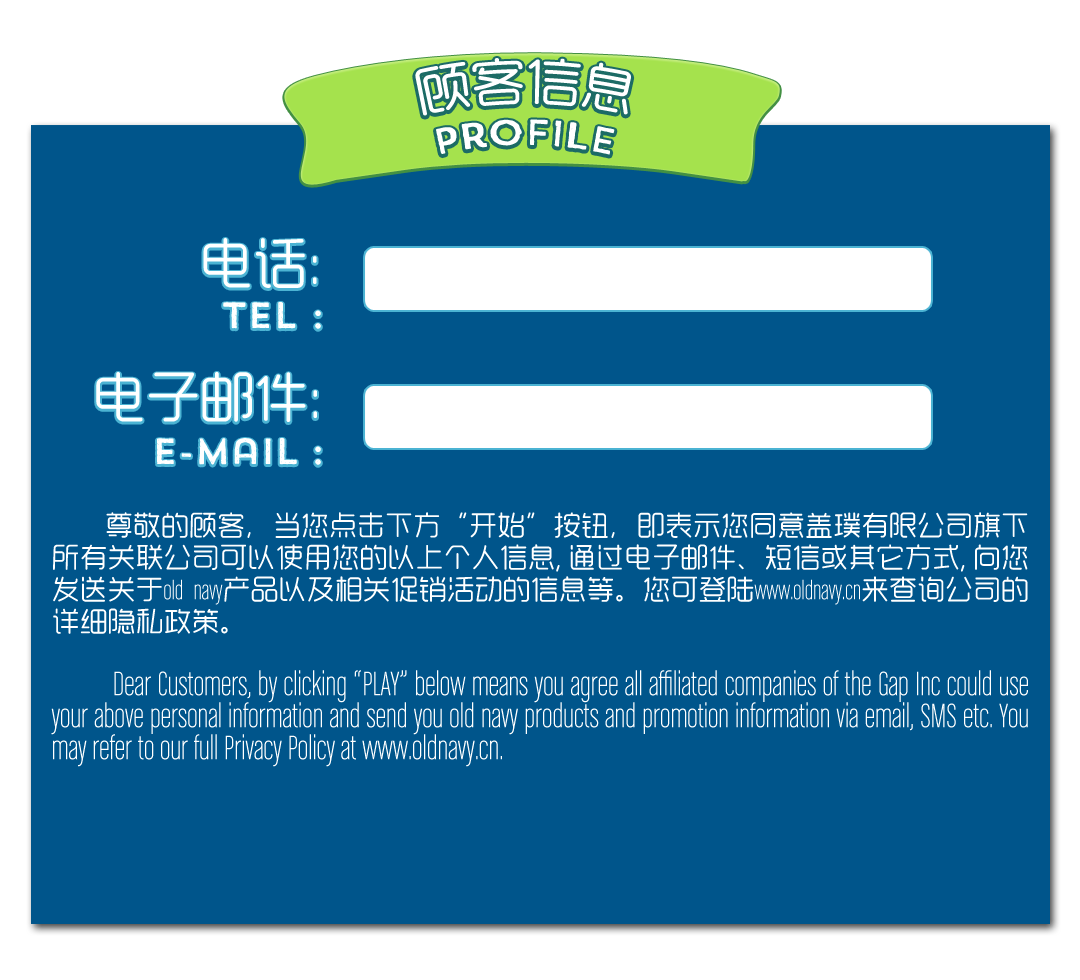 顾客信息
PROFILE
电话:
TEL :
电子邮件:
E-MAIL :
尊敬的顾客，当您点击下方“开始”按钮，即表示您同意盖璞有限公司旗下
所有关联公司可以使用您的以上个人信息,通过电子邮件、短信或其它方式,向您
发送关于old navy产品以及相关促销活动的信息等。您可登陆www.oldnavy.cn来查询公司的
详细隐私政策。
Dear Customers, by clicking “PLAY” below means you agree all affiliated companies of the Gap Inc could use
your above personal information and send you old navy products and promotion information via email, SMS etc. You
may refer to our full Privacy Policy at www.oldnavy.cn.